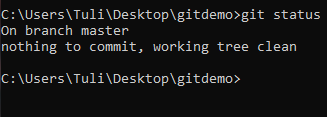 C:\Users\Tuli\Desktop\gitdemo>git status
On branch master
nothing to commit, working tree clean
C:\Users\Tuli\Desktop\gitdemo>